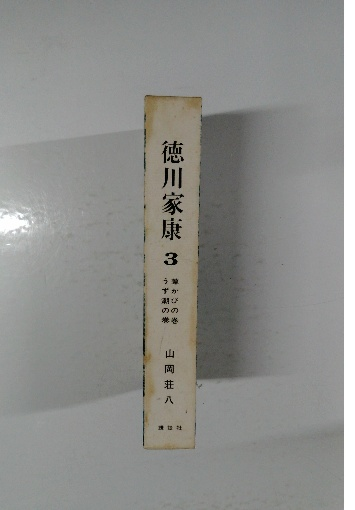 徳川家康
3
葦かびの巻
うず潮の巻
山岡荘八
講談社